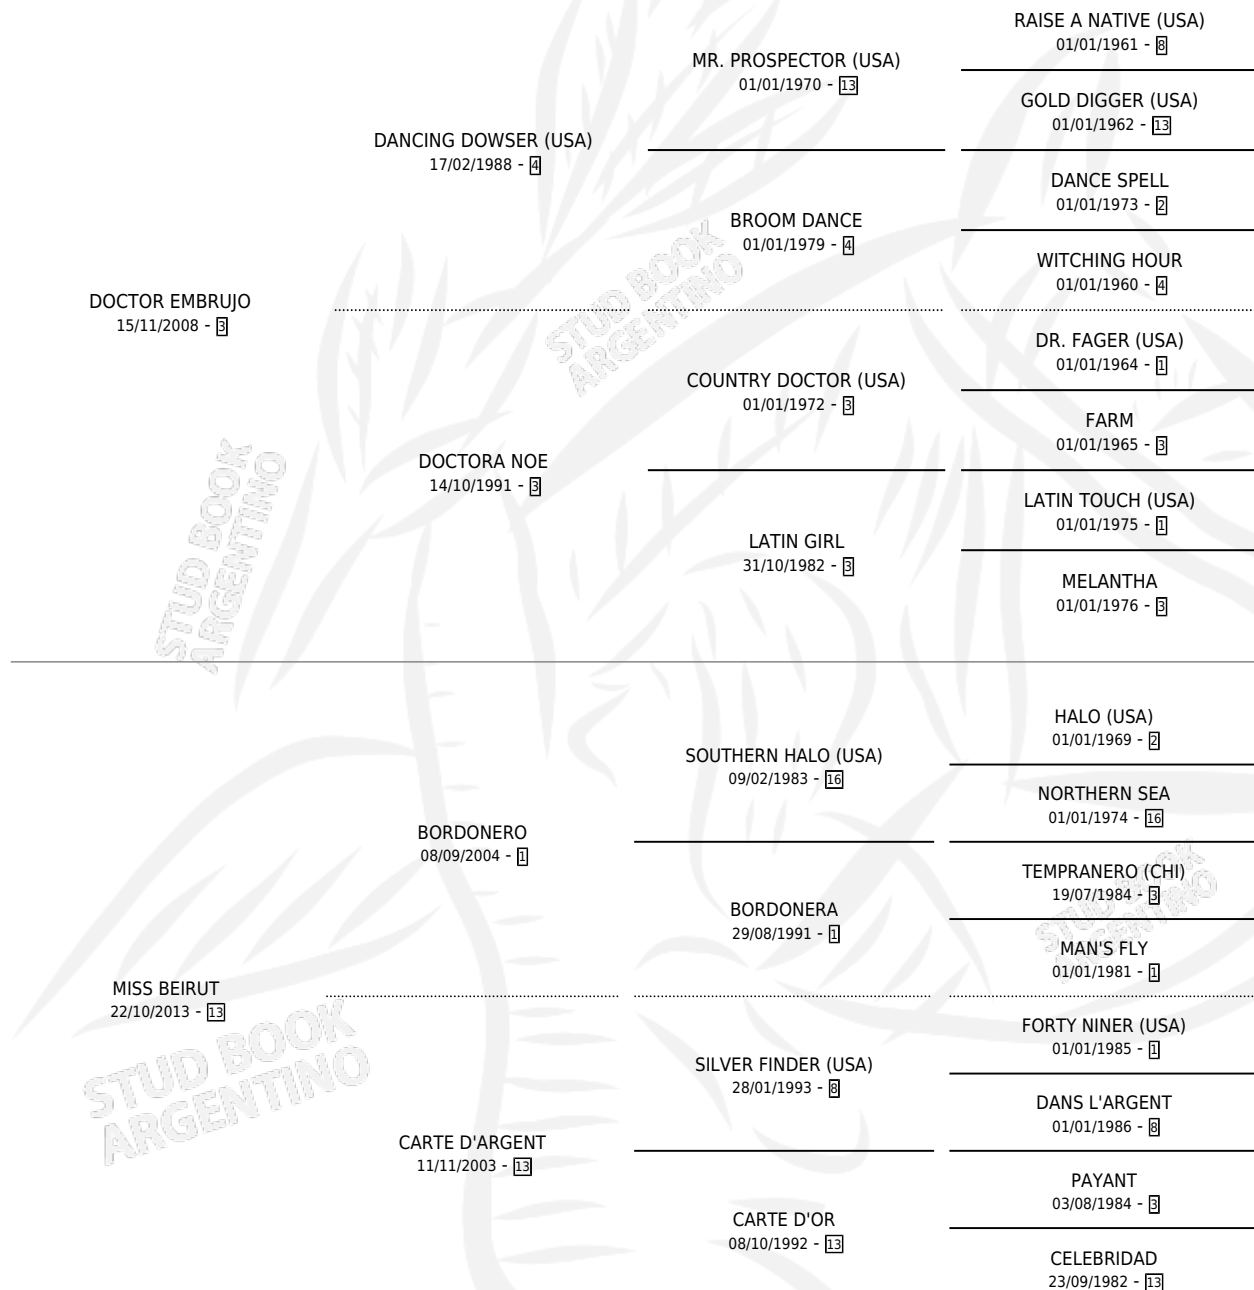 RAISE A NATIVE (USA)
01/01/1961 - 8
MR. PROSPECTOR (USA)
01/01/1970 - 13
GOLD DIGGER (USA)
01/01/1962 - 13
DANCING DOWSER (USA)
17/02/1988 - 4
DANCE SPELL
01/01/1973 - 2
BROOM DANCE
01/01/1979 - 4
WITCHING HOUR
01/01/1960 - 4
DOCTOR EMBRUJO
15/11/2008 - 3
DR. FAGER (USA)
01/01/1964 - 1
COUNTRY DOCTOR (USA)
01/01/1972 - 3
FARM
01/01/1965 - 3
DOCTORA NOE
14/10/1991 - 3
LATIN TOUCH (USA)
01/01/1975 - 1
LATIN GIRL
31/10/1982 - 3
MELANTHA
01/01/1976 - 3
HALO (USA)
01/01/1969 - 2
SOUTHERN HALO (USA)
09/02/1983 - 16
NORTHERN SEA
01/01/1974 - 16
BORDONERO
08/09/2004 - 1
TEMPRANERO (CHI)
19/07/1984 - 3
BORDONERA
29/08/1991 - 1
MAN'S FLY
01/01/1981 - 1
MISS BEIRUT
22/10/2013 - 13
FORTY NINER (USA)
01/01/1985 - 1
SILVER FINDER (USA)
28/01/1993 - 8
DANS L'ARGENT
01/01/1986 - 8
CARTE D'ARGENT
11/11/2003 - 13
PAYANT
03/08/1984 - 3
CARTE D'OR
08/10/1992 - 13
CELEBRIDAD
23/09/1982 - 13
STUD BOOK
ARGENTINO
STUD BOOK
ARGENTINO
STUD BOOK
ARGENTINO
STUD BOOK
ARGENTINO